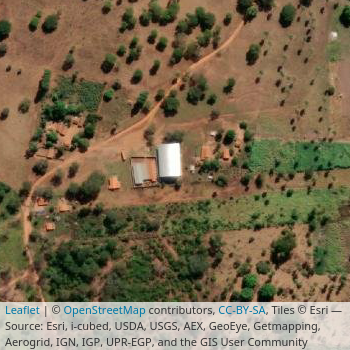 Leaflet | © OpenStreetMap contributors, CC-BY-SA, Tiles © Esri —
Source: Esri, i-cubed, USDA, USGS, AEX, GeoEye, Getmapping,
Aerogrid, IGN, IGP, UPR-EGP, and the GIS User Community